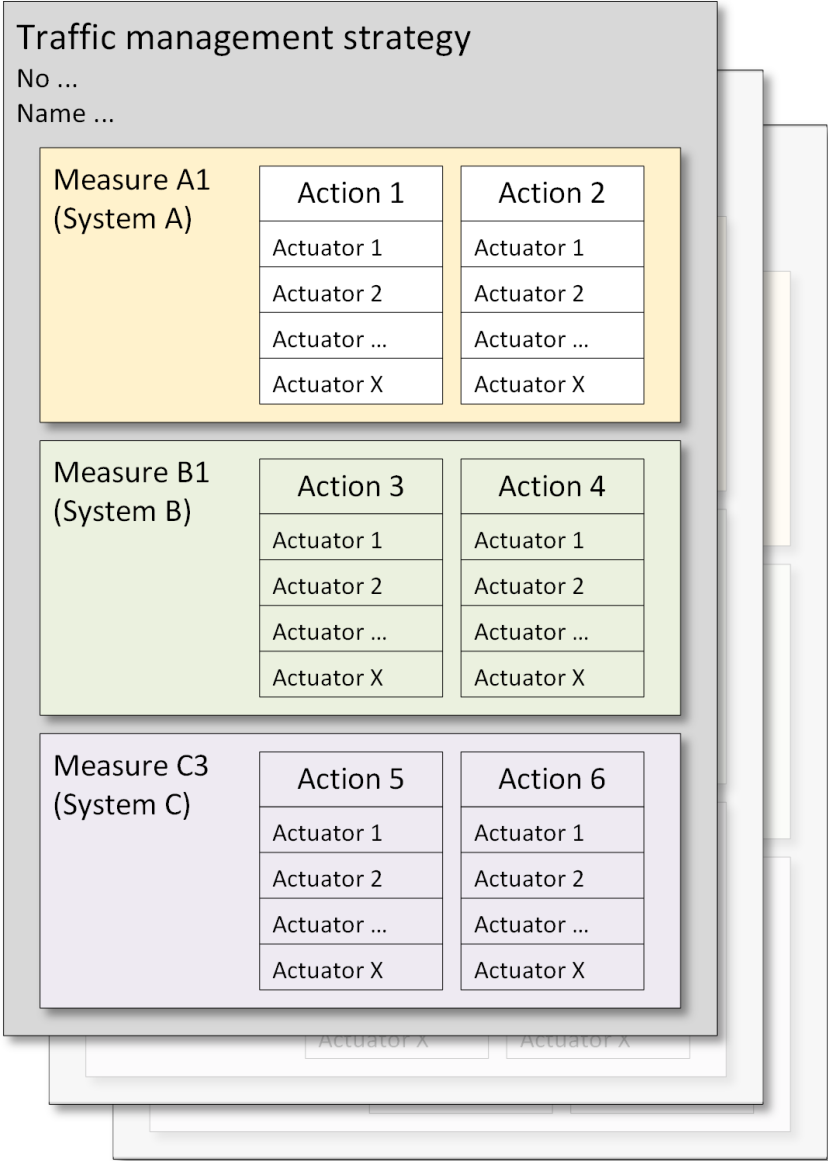 Traffic management strategy
No ...
Name ...
Measure A1
(System A)
Action 1
Actuator 1
Actuator 2
Actuator ...
Actuator X
Action 2
Actuator 1
Actuator 2
Actuator ...
Actuator X
Measure B1
(System B)
Action 3
Actuator 1
Actuator 2
Actuator ...
Actuator X
Action 4
Actuator 1
Actuator 2
Actuator ...
Actuator X
Measure C3
(System C)
Action 5
Actuator 1
Actuator 2
Actuator ...
Actuator X
Action 6
Actuator 1
Actuator 2
Actuator ...
Actuator X
Actuator X
Actuator X